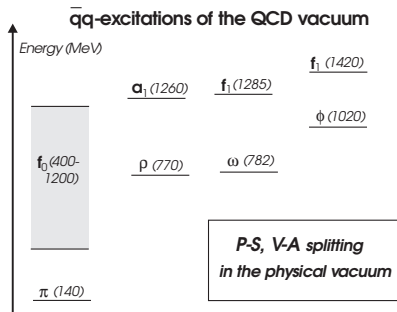 q̄q-excitations of the QCD vacuum
Energy (MeV)
f₁ (1420)
a₁ (1260)
f₁ (1285)
ϕ (1020)
f₀ (400-
1200)
ρ (770)
ω (782)
P-S, V-A splitting
in the physical vacuum
π (140)